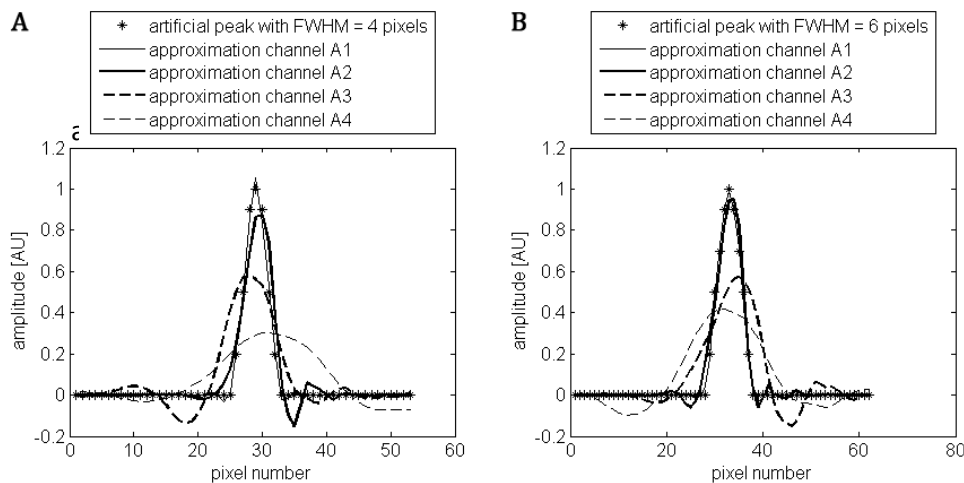 A
artificial peak with FWHM = 4 pixels
approximation channel A1
approximation channel A2
approximation channel A3
approximation channel A4
a
1.2
1
0.8
0.6
0.4
0.2
0
-0.2
amplitude [AU]
0 10 20 30 40 50 60
pixel number
B
artificial peak with FWHM = 6 pixels
approximation channel A1
approximation channel A2
approximation channel A3
approximation channel A4
1.2
1
0.8
0.6
0.4
0.2
0
-0.2
amplitude [AU]
0 20 40 60 80
pixel number